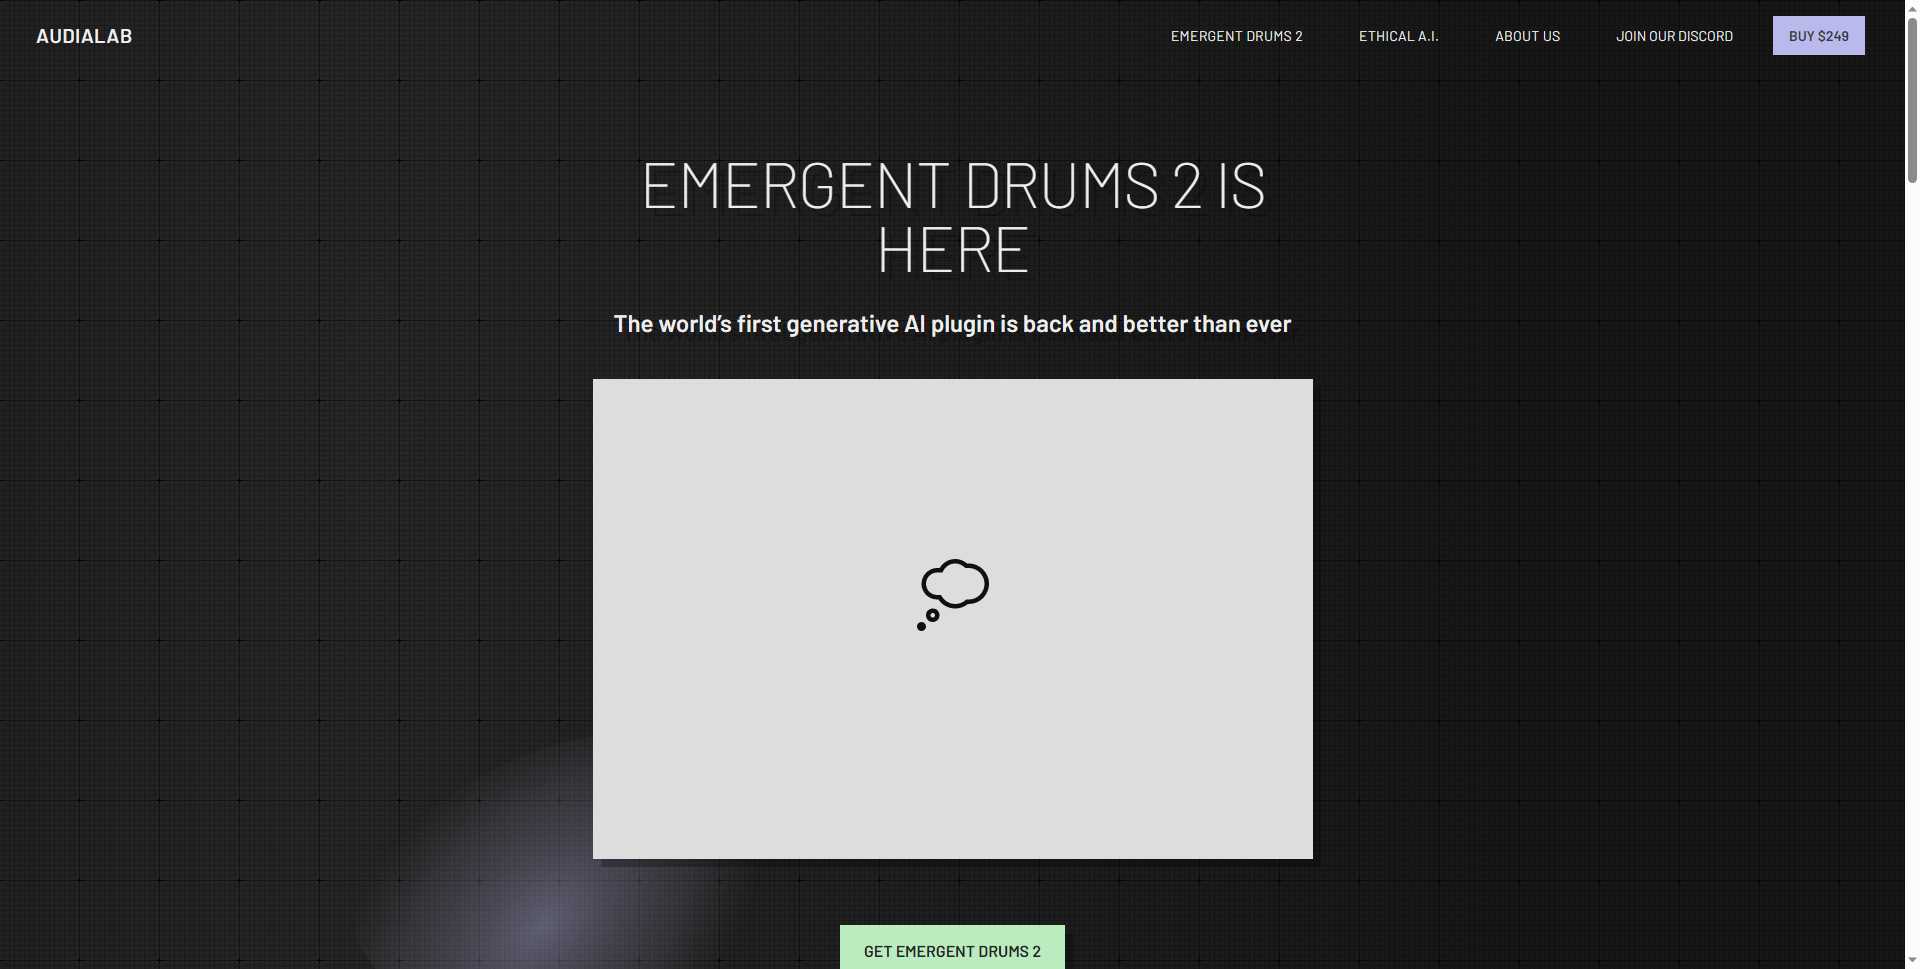 AUDIALAB
EMERGENT DRUMS 2
ETHICAL A.I.
ABOUT US
JOIN OUR DISCORD
BUY $249
EMERGENT DRUMS 2 IS
HERE
The world’s first generative AI plugin is back and better than ever
GET EMERGENT DRUMS 2